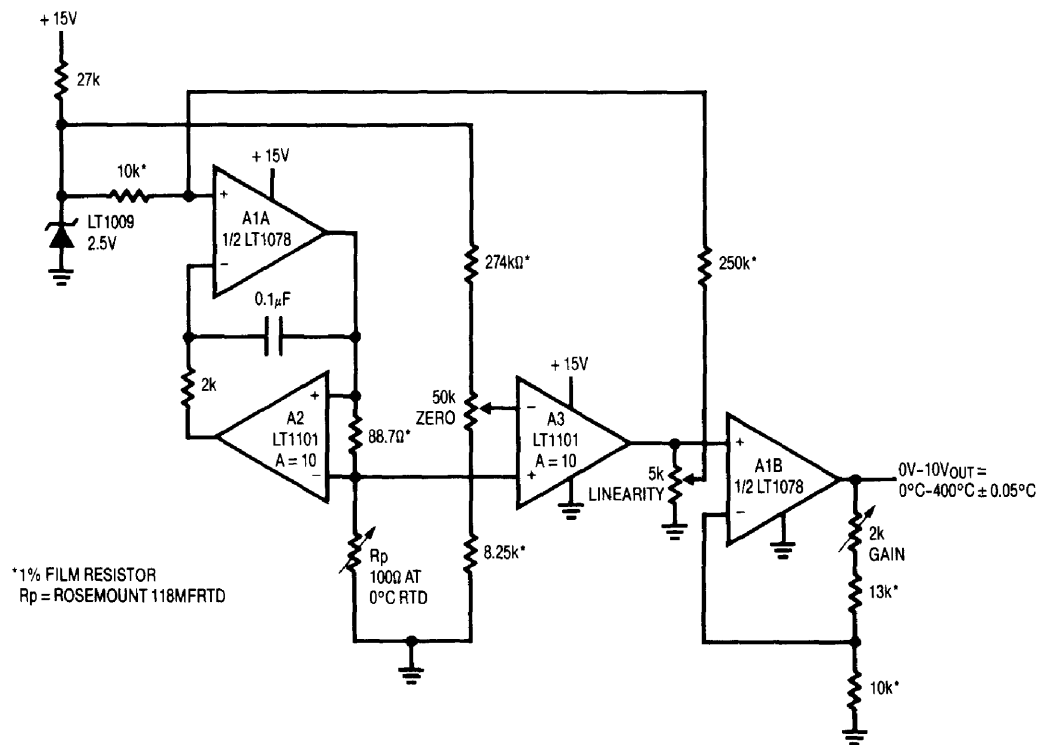 + 15V
27k
10k*
+ 15V
LT1009
2.5V
+
A1A
1/2 LT1078
−
274kΩ*
250k*
0.1µF
2k
+ 15V
A2
LT1101
A = 10
+
−
88.7Ω*
50k
ZERO
−
A3
LT1101
A = 10
+
5k
LINEARITY
+
A1B
1/2 LT1078
−
0V–10VOUT =
0°C–400°C ± 0.05°C
2k
GAIN
Rp
100Ω AT
0°C RTD
8.25k*
13k*
10k*
*1% FILM RESISTOR
Rp = ROSEMOUNT 118MFRTD